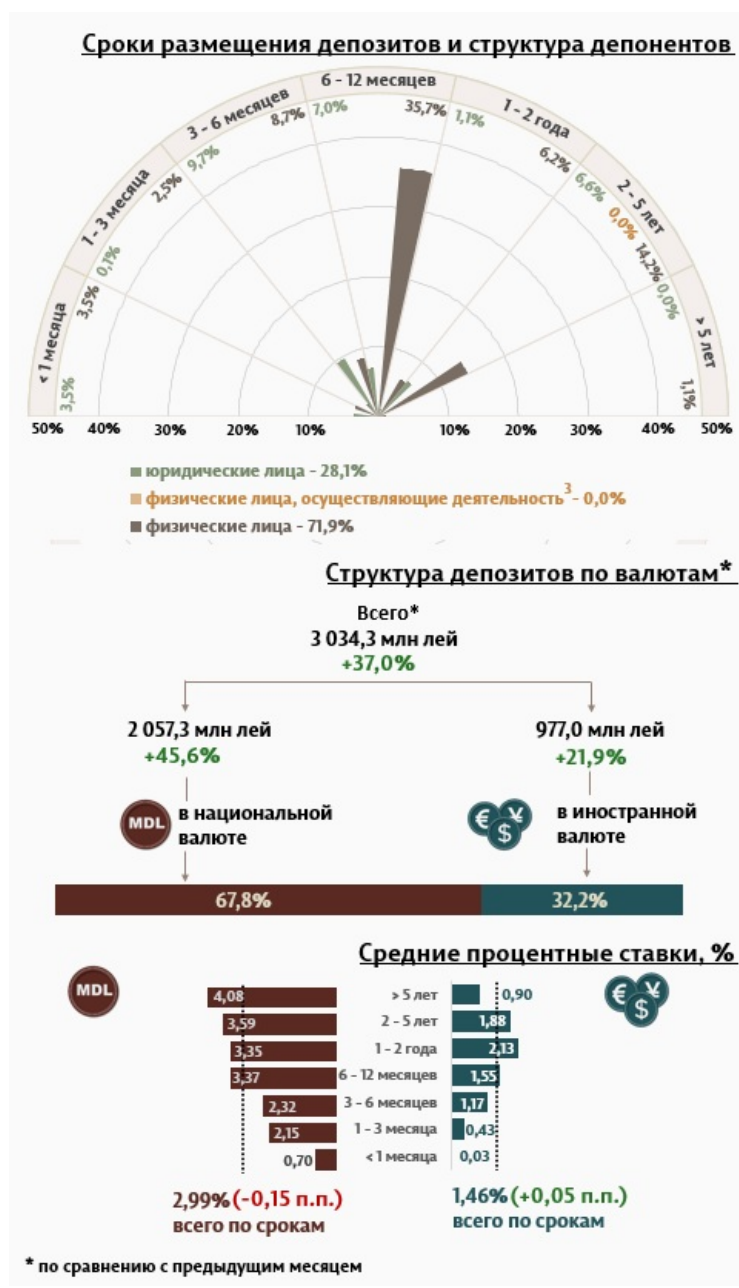 Сроки размещения депозитов и структура депонентов
6 - 12 месяцев
3 - 6 месяцев
1 - 2 года
1 - 3 месяца
2 - 5 лет
< 1 месяца
> 5 лет
3,5%
3,5%
0,1%
2,5%
9,7%
8,7%
7,0%
35,7%
1,1%
6,2%
6,6%
0,0%
14,2%
0,0%
1,1%
50% 40% 30% 20% 10% 10% 20% 30% 40% 50%
юридические лица - 28,1%
физические лица, осуществляющие деятельность3 - 0,0%
физические лица - 71,9%
Структура депозитов по валютам*
Всего*
3 034,3 млн лей
+37,0%
2 057,3 млн лей 977,0 млн лей
+45,6% +21,9%
MDL в национальной валюте
€ ¥ $ в иностранной валюте
67,8% 32,2%
Средние процентные ставки, %
MDL € ¥ $
4,08 > 5 лет 0,90
3,59 2 - 5 лет 1,88
3,35 1 - 2 года 2,13
3,37 6 - 12 месяцев 1,55
2,32 3 - 6 месяцев 1,17
2,15 1 - 3 месяца 0,43
0,70 < 1 месяца 0,03
2,99% (-0,15 п.п.) 1,46% (+0,05 п.п.)
всего по срокам всего по срокам
* по сравнению с предыдущим месяцем